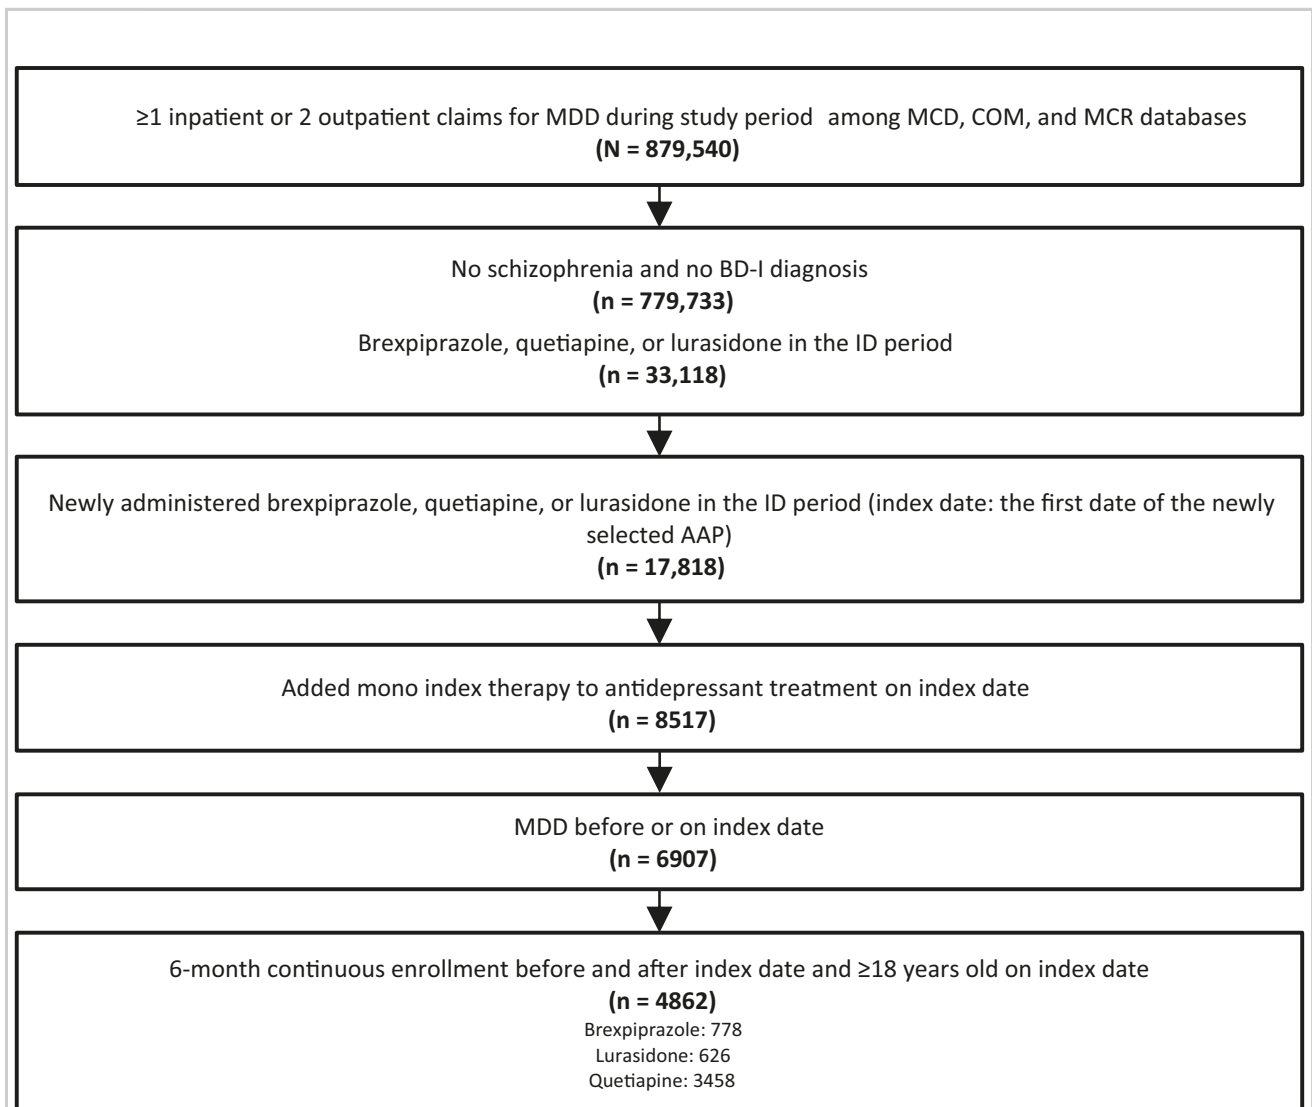 ≥1 inpatient or 2 outpatient claims for MDD during study period among MCD, COM, and MCR databases
(N = 879,540)
No schizophrenia and no BD-I diagnosis
(n = 779,733)
Brexpiprazole, quetiapine, or lurasidone in the ID period
(n = 33,118)
Newly administered brexpiprazole, quetiapine, or lurasidone in the ID period (index date: the first date of the newly
selected AAP)
(n = 17,818)
Added mono index therapy to antidepressant treatment on index date
(n = 8517)
MDD before or on index date
(n = 6907)
6-month continuous enrollment before and after index date and ≥18 years old on index date
(n = 4862)
Brexpiprazole: 778
Lurasidone: 626
Quetiapine: 3458